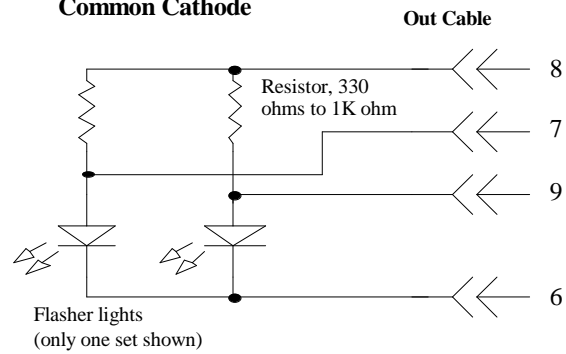 Common Cathode
Out Cable
8
Resistor, 330
ohms to 1K ohm
7
9
6
Flasher lights
(only one set shown)